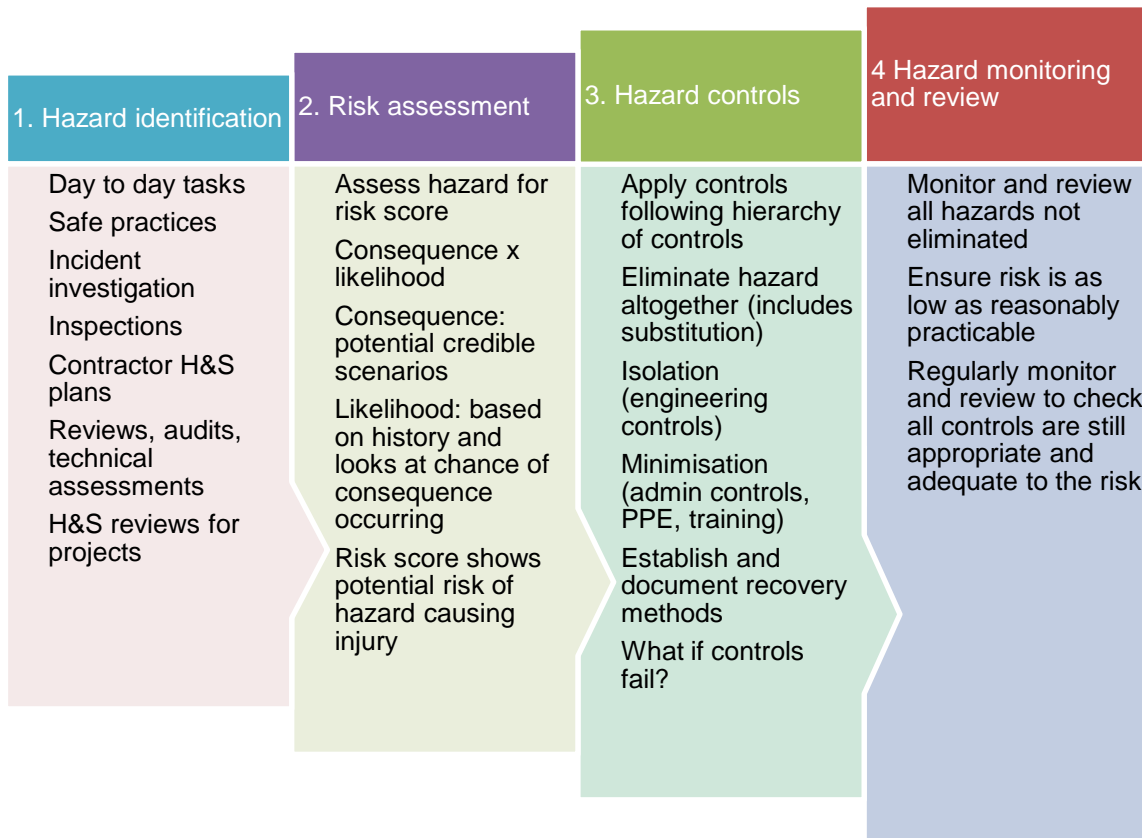 1. Hazard identification
Day to day tasks
Safe practices
Incident
investigation
Inspections
Contractor H&S
plans
Reviews, audits,
technical
assessments
H&S reviews for
projects
2. Risk assessment
Assess hazard for
risk score
Consequence x
likelihood
Consequence:
potential credible
scenarios
Likelihood: based
on history and
looks at chance of
consequence
occurring
Risk score shows
potential risk of
hazard causing
injury
3. Hazard controls
Apply controls
following hierarchy
of controls
Eliminate hazard
altogether (includes
substitution)
Isolation
(engineering
controls)
Minimisation
(admin controls,
PPE, training)
Establish and
document recovery
methods
What if controls
fail?
4 Hazard monitoring
and review
Monitor and review
all hazards not
eliminated
Ensure risk is as
low as reasonably
practicable
Regularly monitor
and review to check
all controls are still
appropriate and
adequate to the risk